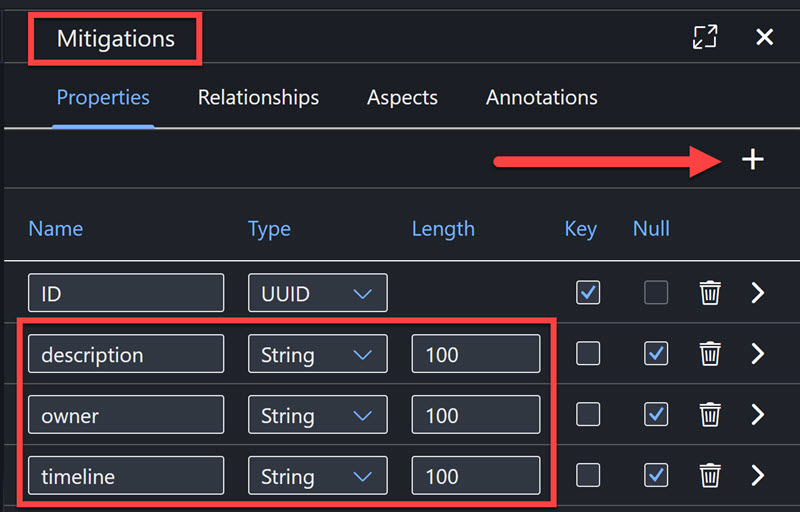 Mitigations
Properties Relationships Aspects Annotations
Name Type Length Key Null
ID UUID
description String 100
owner String 100
timeline String 100